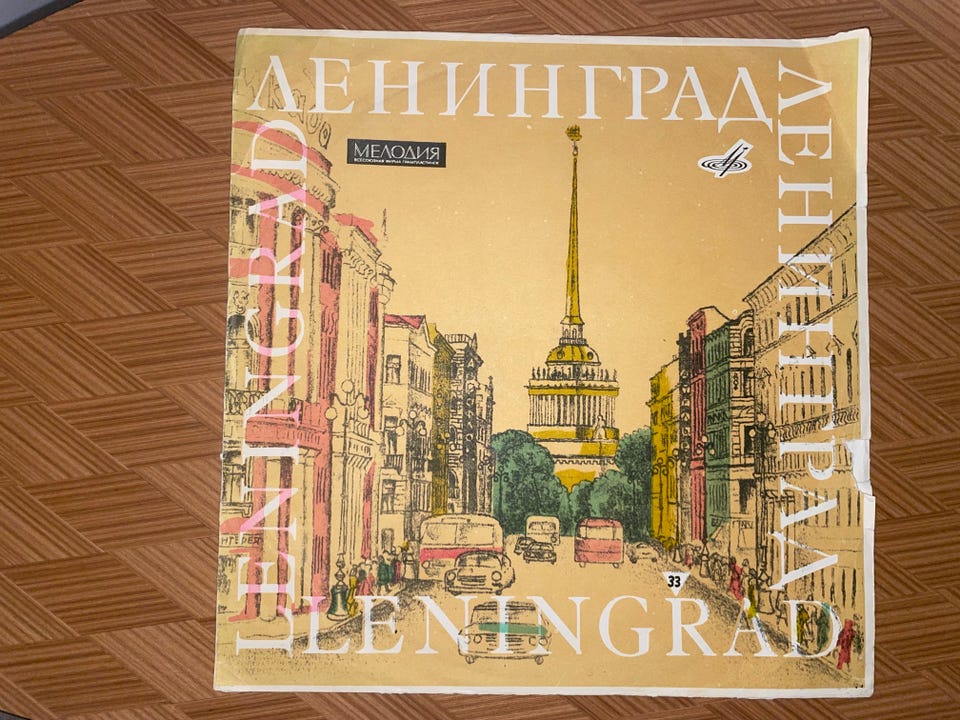 ЛЕНИНГРАД
МЕЛОДИЯ
ВСЕСОЮЗНАЯ ФИРМА ГРАМПЛАСТИНОК
ЛЕНИНГРАД
LENINGRAD
33
LENINGRAD